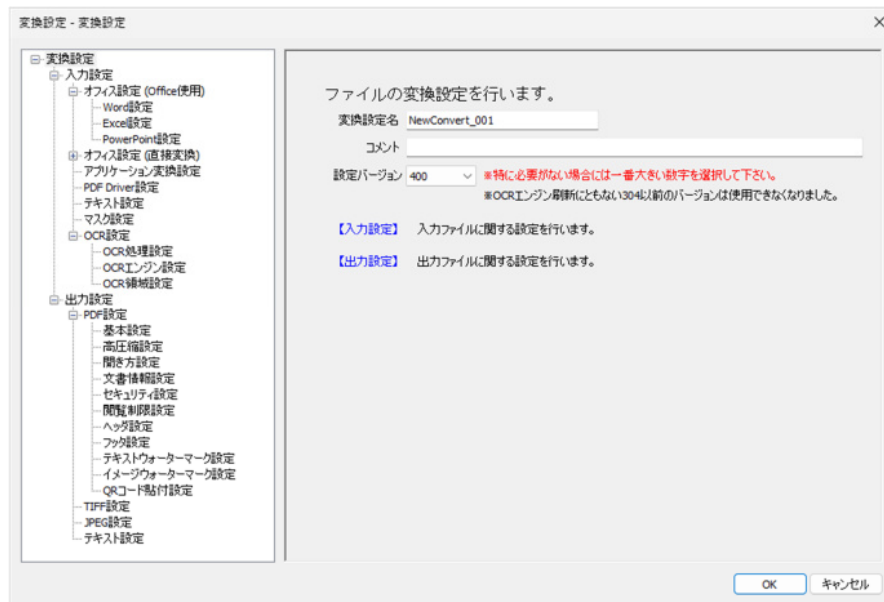 変換設定 - 変換設定
変換設定
入力設定
オフィス設定 (Office使用)
Word設定
Excel設定
PowerPoint設定
オフィス設定 (直接変換)
アプリケーション変換設定
PDF Driver設定
テキスト設定
マスク設定
OCR設定
OCR処理設定
OCRエンジン設定
OCR領域設定
出力設定
PDF設定
基本設定
高圧縮設定
開き方設定
文書情報設定
セキュリティ設定
閲覧制限設定
ヘッダ設定
フッタ設定
テキストウォーターマーク設定
イメージウォーターマーク設定
QRコード貼付設定
TIFF設定
JPEG設定
テキスト設定
ファイルの変換設定を行います。
変換設定名 NewConvert_001
コメント
設定バージョン 400 ※特に必要がない場合には一番大きい数字を選択して下さい。
※OCRエンジン刷新にともない304以前のバージョンは使用できなくなりました。
【入力設定】 入力ファイルに関する設定を行います。
【出力設定】 出力ファイルに関する設定を行います。
OK キャンセル